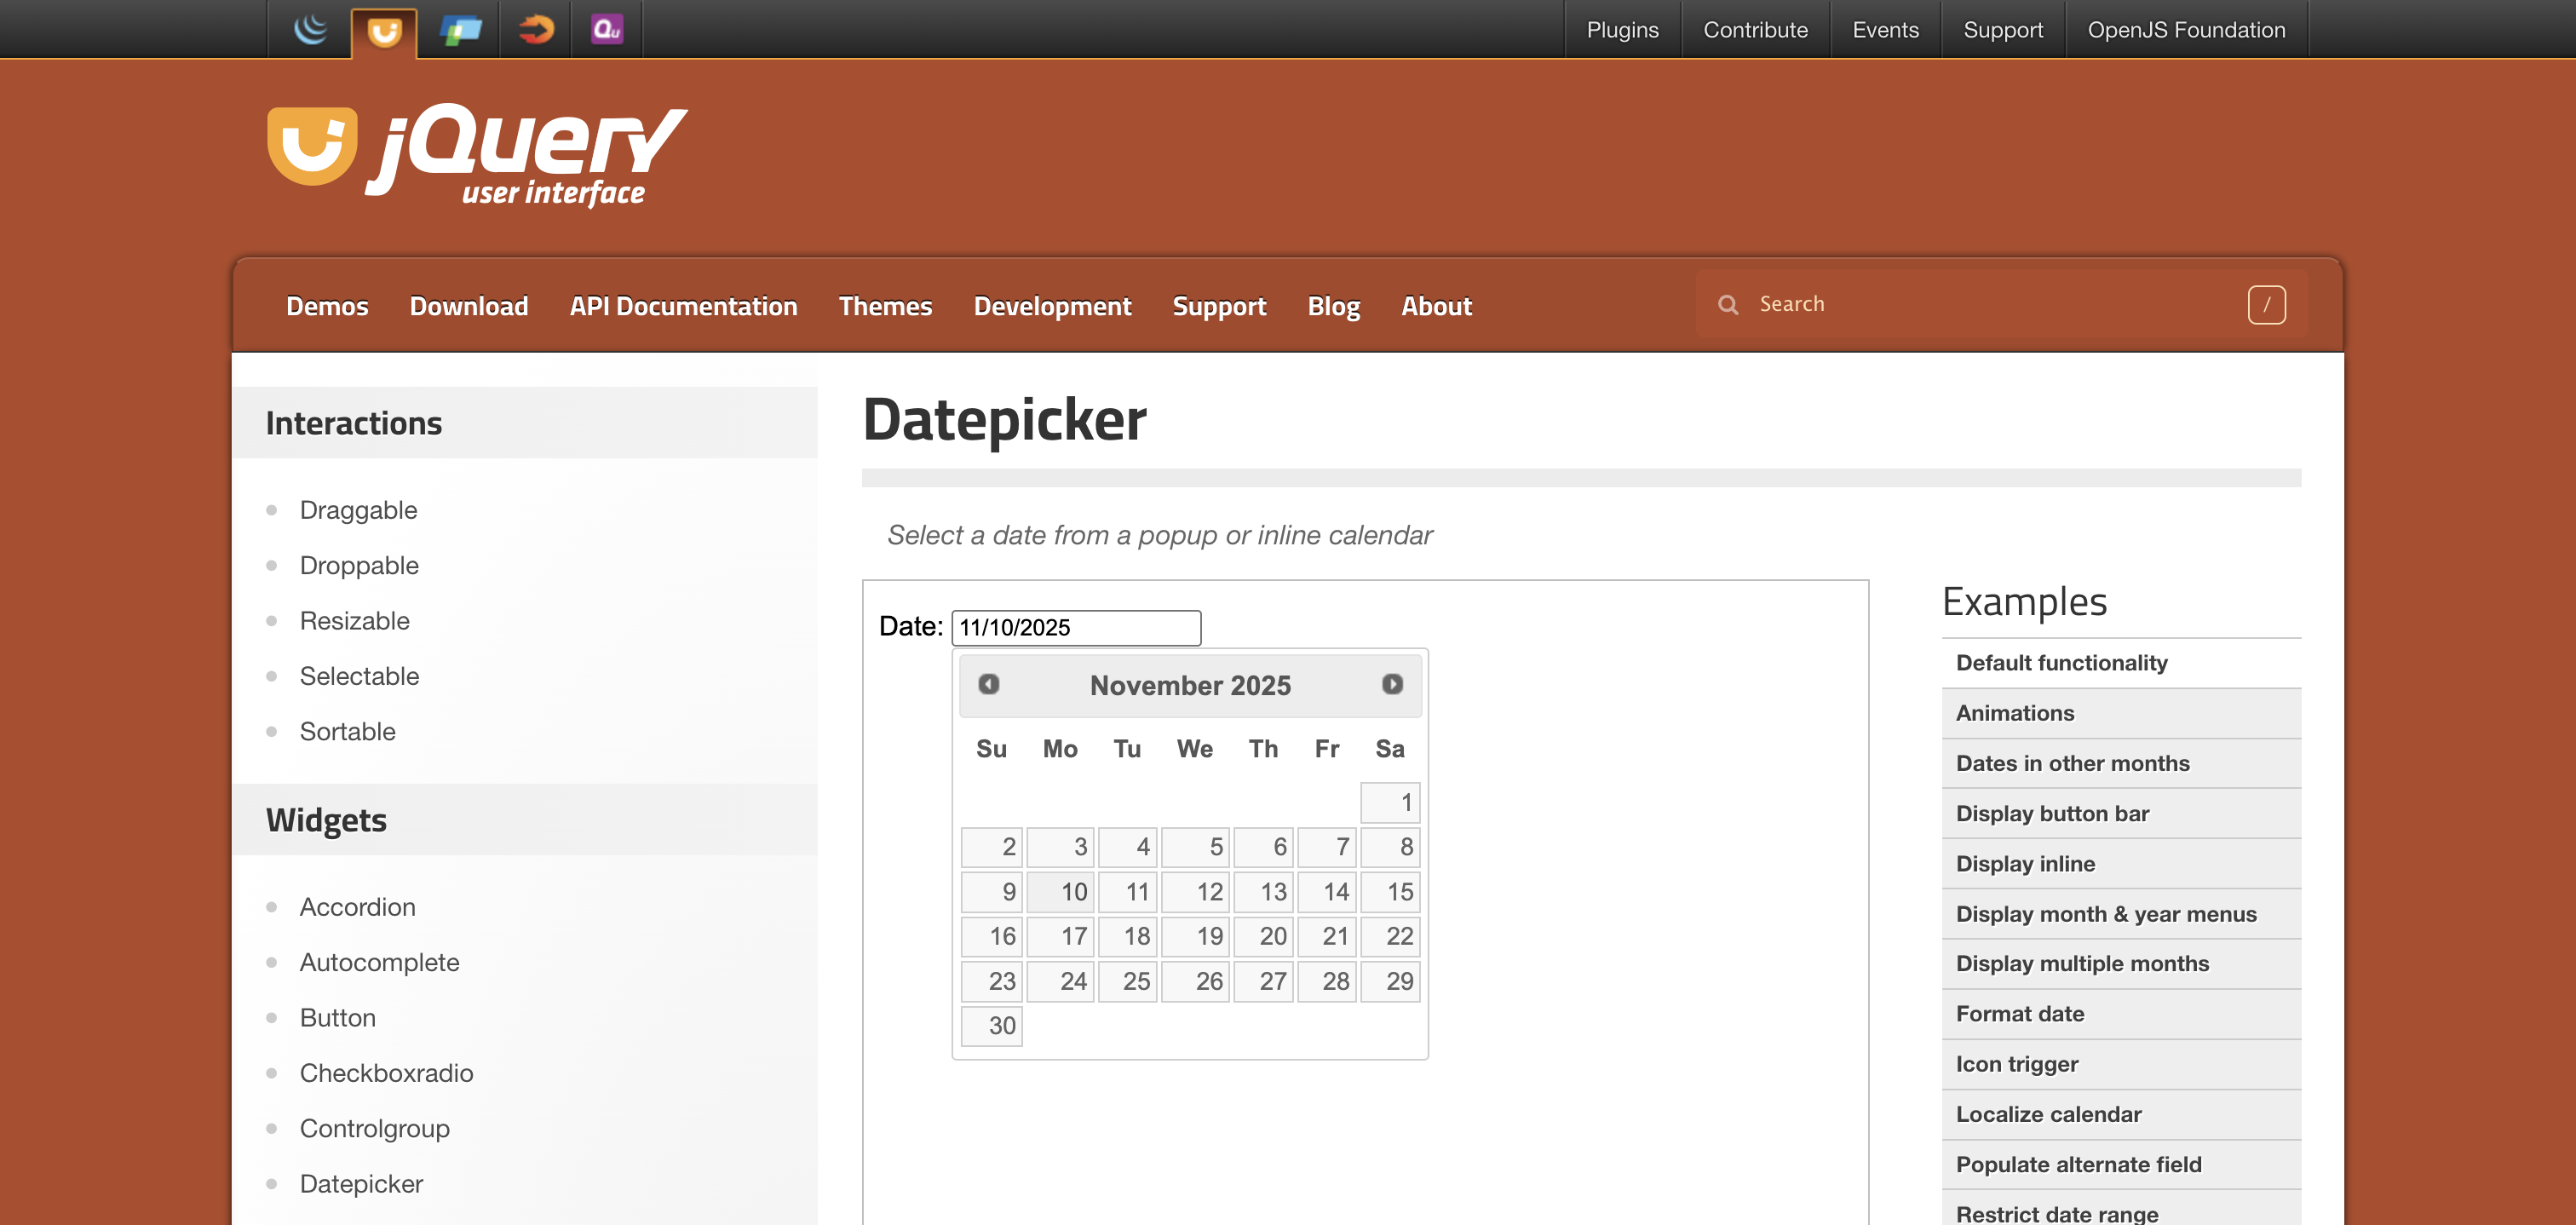 Qu
Plugins Contribute Events Support OpenJS Foundation
jQuery
user interface
Demos Download API Documentation Themes Development Support Blog About
Search /
Interactions
Draggable
Droppable
Resizable
Selectable
Sortable
Widgets
Accordion
Autocomplete
Button
Checkboxradio
Controlgroup
Datepicker
Datepicker
Select a date from a popup or inline calendar
Date: 11/10/2025
November 2025
Su Mo Tu We Th Fr Sa
1
2 3 4 5 6 7 8
9 10 11 12 13 14 15
16 17 18 19 20 21 22
23 24 25 26 27 28 29
30
Examples
Default functionality
Animations
Dates in other months
Display button bar
Display inline
Display month & year menus
Display multiple months
Format date
Icon trigger
Localize calendar
Populate alternate field
Restrict date range